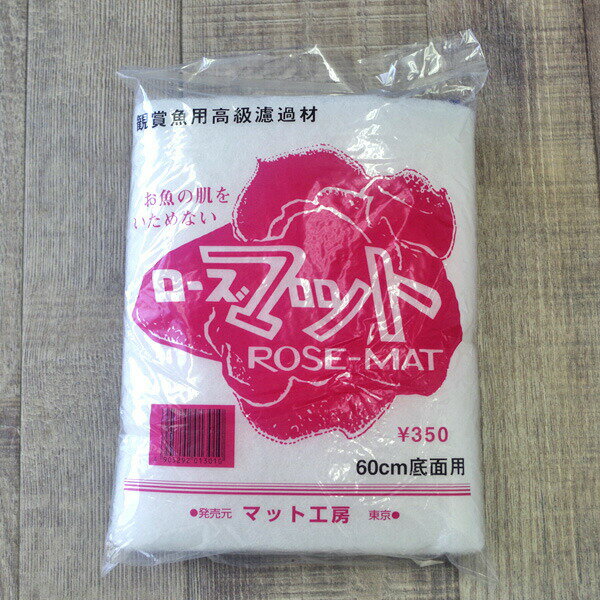 観賞魚用高級濾過材
お魚の肌を
いためない
ローズマット
ROSE-MAT
¥350
60cm底面用
●発売元 マット工房 東京●